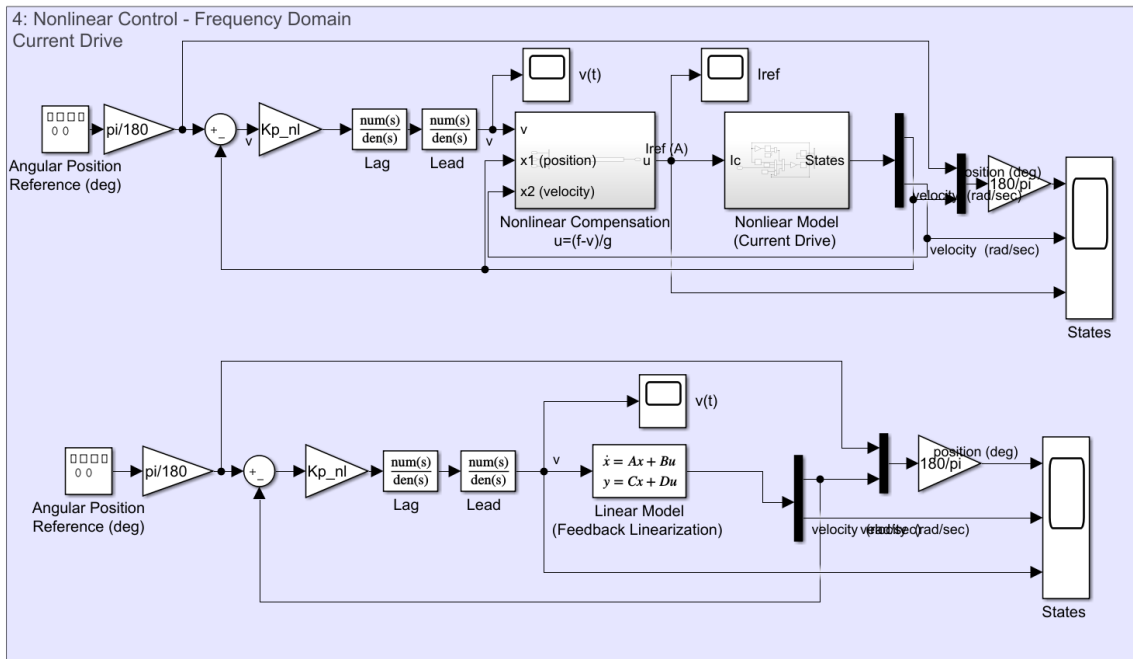 4: Nonlinear Control - Frequency Domain
Current Drive
v(t)
Iref
pi/180
+
_
v
Kp_nl
num(s)
den(s)
num(s)
den(s)
v
v
x1 (position)
x2 (velocity)
u
Iref (A)
Ic
States
position (deg)
180/pi
velocity (rad/sec)
Angular Position
Reference (deg)
Lag
Lead
Nonlinear Compensation
u=(f-v)/g
Nonliear Model
(Current Drive)
velocity (rad/sec)
States
v(t)
pi/180
+
_
Kp_nl
num(s)
den(s)
num(s)
den(s)
v
ẋ = Ax + Bu
y = Cx + Du
position (deg)
180/pi
Angular Position
Reference (deg)
Lag
Lead
Linear Model
(Feedback Linearization)
velocity (rad/sec)
States